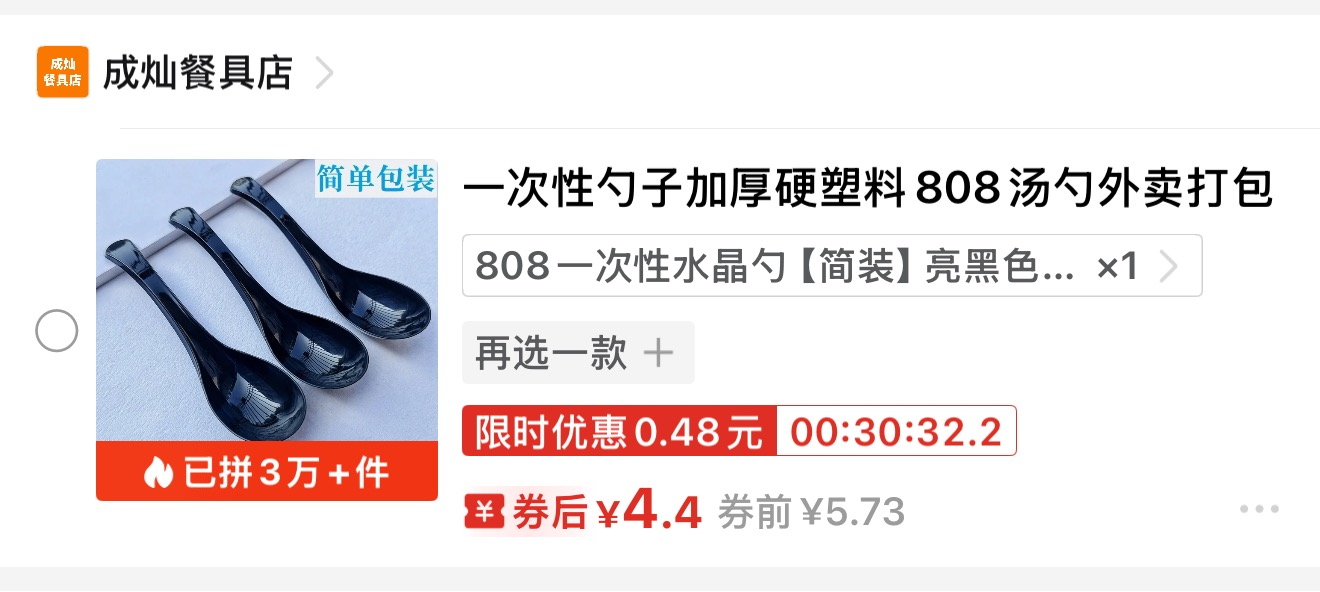 成灿
餐具店
成灿餐具店
简单包装
已拼3万+件
一次性勺子加厚硬塑料808汤勺外卖打包
808一次性水晶勺【简装】亮黑色... ×1
再选一款 +
限时优惠0.48元 00:30:32.2
¥ 券后 ¥4.4 券前 ¥5.73